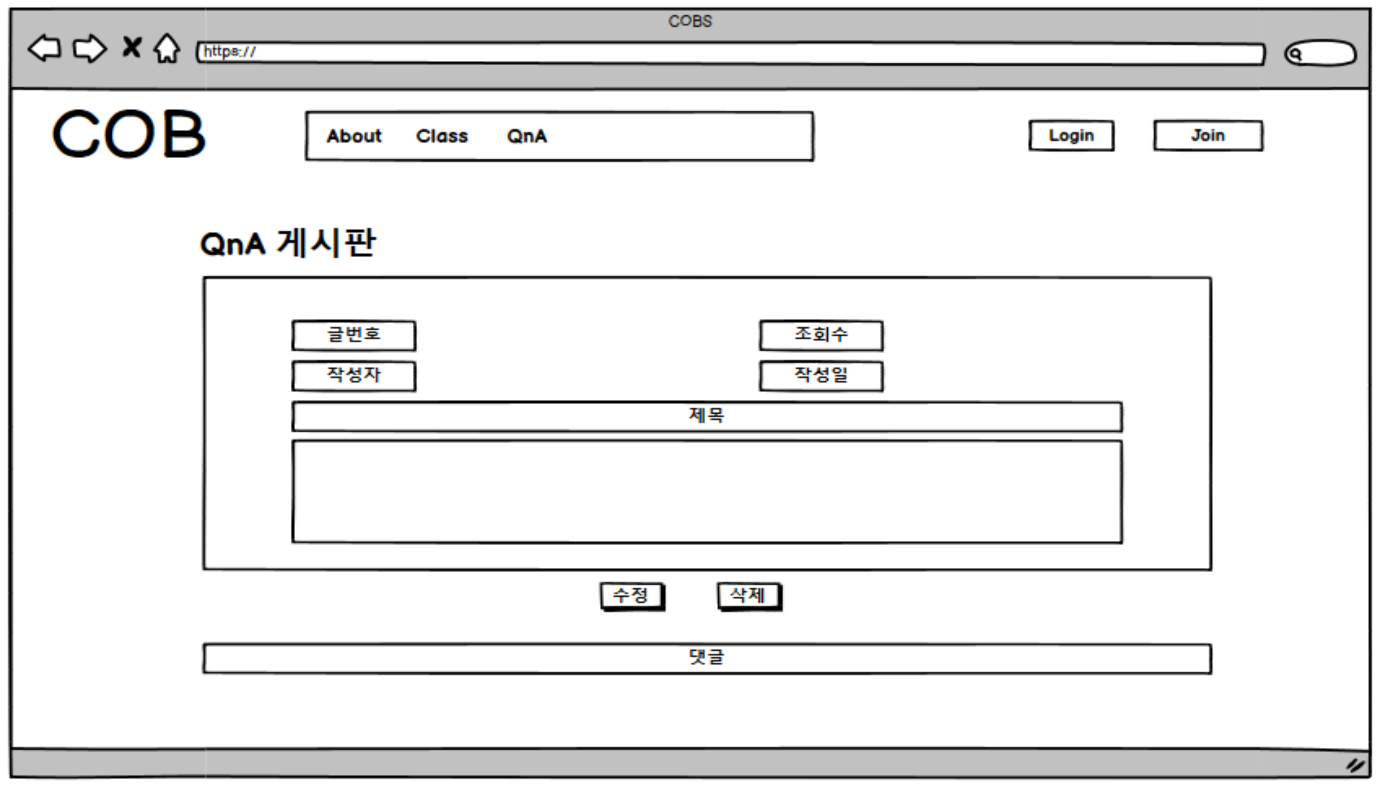 COBS
https://
COB
About Class QnA
Login Join
QnA 게시판
글번호 조회수
작성자 작성일
제목
수정 삭제
댓글